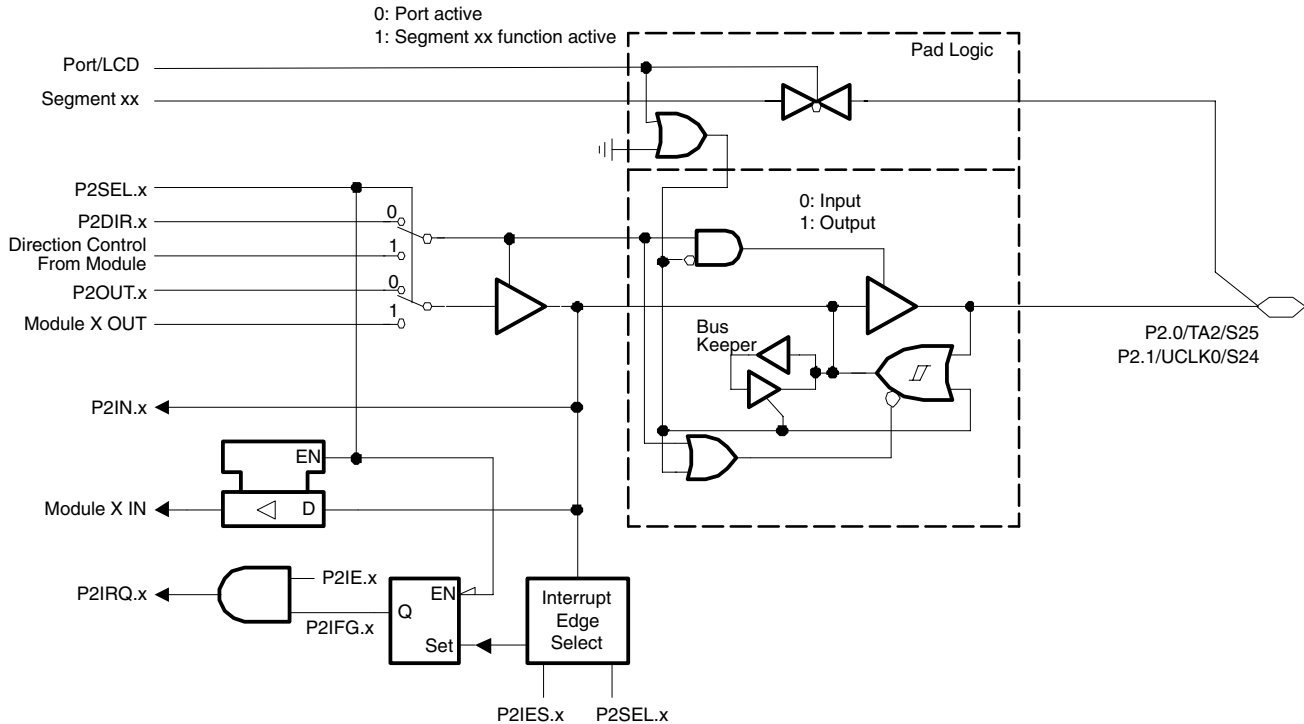 0: Port active
1: Segment xx function active
Pad Logic
Port/LCD
Segment xx
P2SEL.x
0: Input
1: Output
P2DIR.x
0
Direction Control
From Module
1
P2OUT.x
0
Module X OUT
1
Bus
Keeper
P2.0/TA2/S25
P2.1/UCLK0/S24
P2IN.x
EN
Module X IN
D
P2IRQ.x
P2IE.x
P2IFG.x
EN
Q
Set
Interrupt
Edge
Select
P2IES.x
P2SEL.x